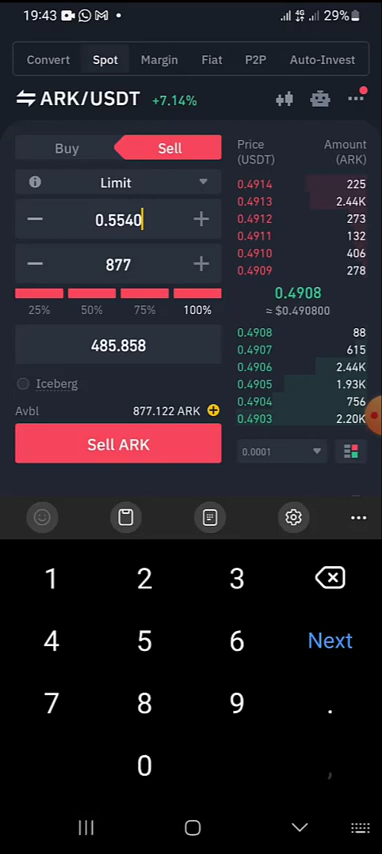 19:43 29%
Convert Spot Margin Fiat P2P Auto-Invest
ARK/USDT +7.14%
Buy Sell
Limit
0.5540
877
25% 50% 75% 100%
485.858
Iceberg
Avbl 877.122 ARK
Sell ARK
Price (USDT) Amount (ARK)
0.4914 225
0.4913 2.44K
0.4912 273
0.4911 132
0.4910 406
0.4909 278
0.4908
≈ $0.490800
0.4908 88
0.4907 615
0.4906 2.44K
0.4905 1.93K
0.4904 756
0.4903 2.20K
0.0001
1 2 3
4 5 6 Next
7 8 9 .
0 ,